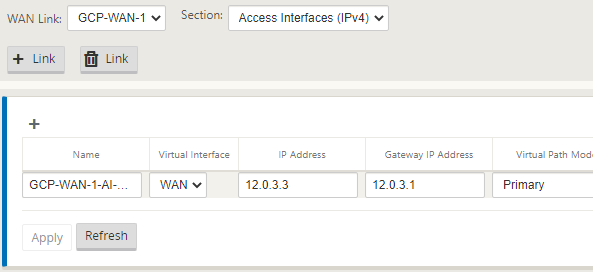 WAN Link: GCP-WAN-1 Section: Access Interfaces (IPv4)
+ Link Link
+
Name Virtual Interface IP Address Gateway IP Address Virtual Path Mode
GCP-WAN-1-AI-... WAN 12.0.3.3 12.0.3.1 Primary
Apply Refresh